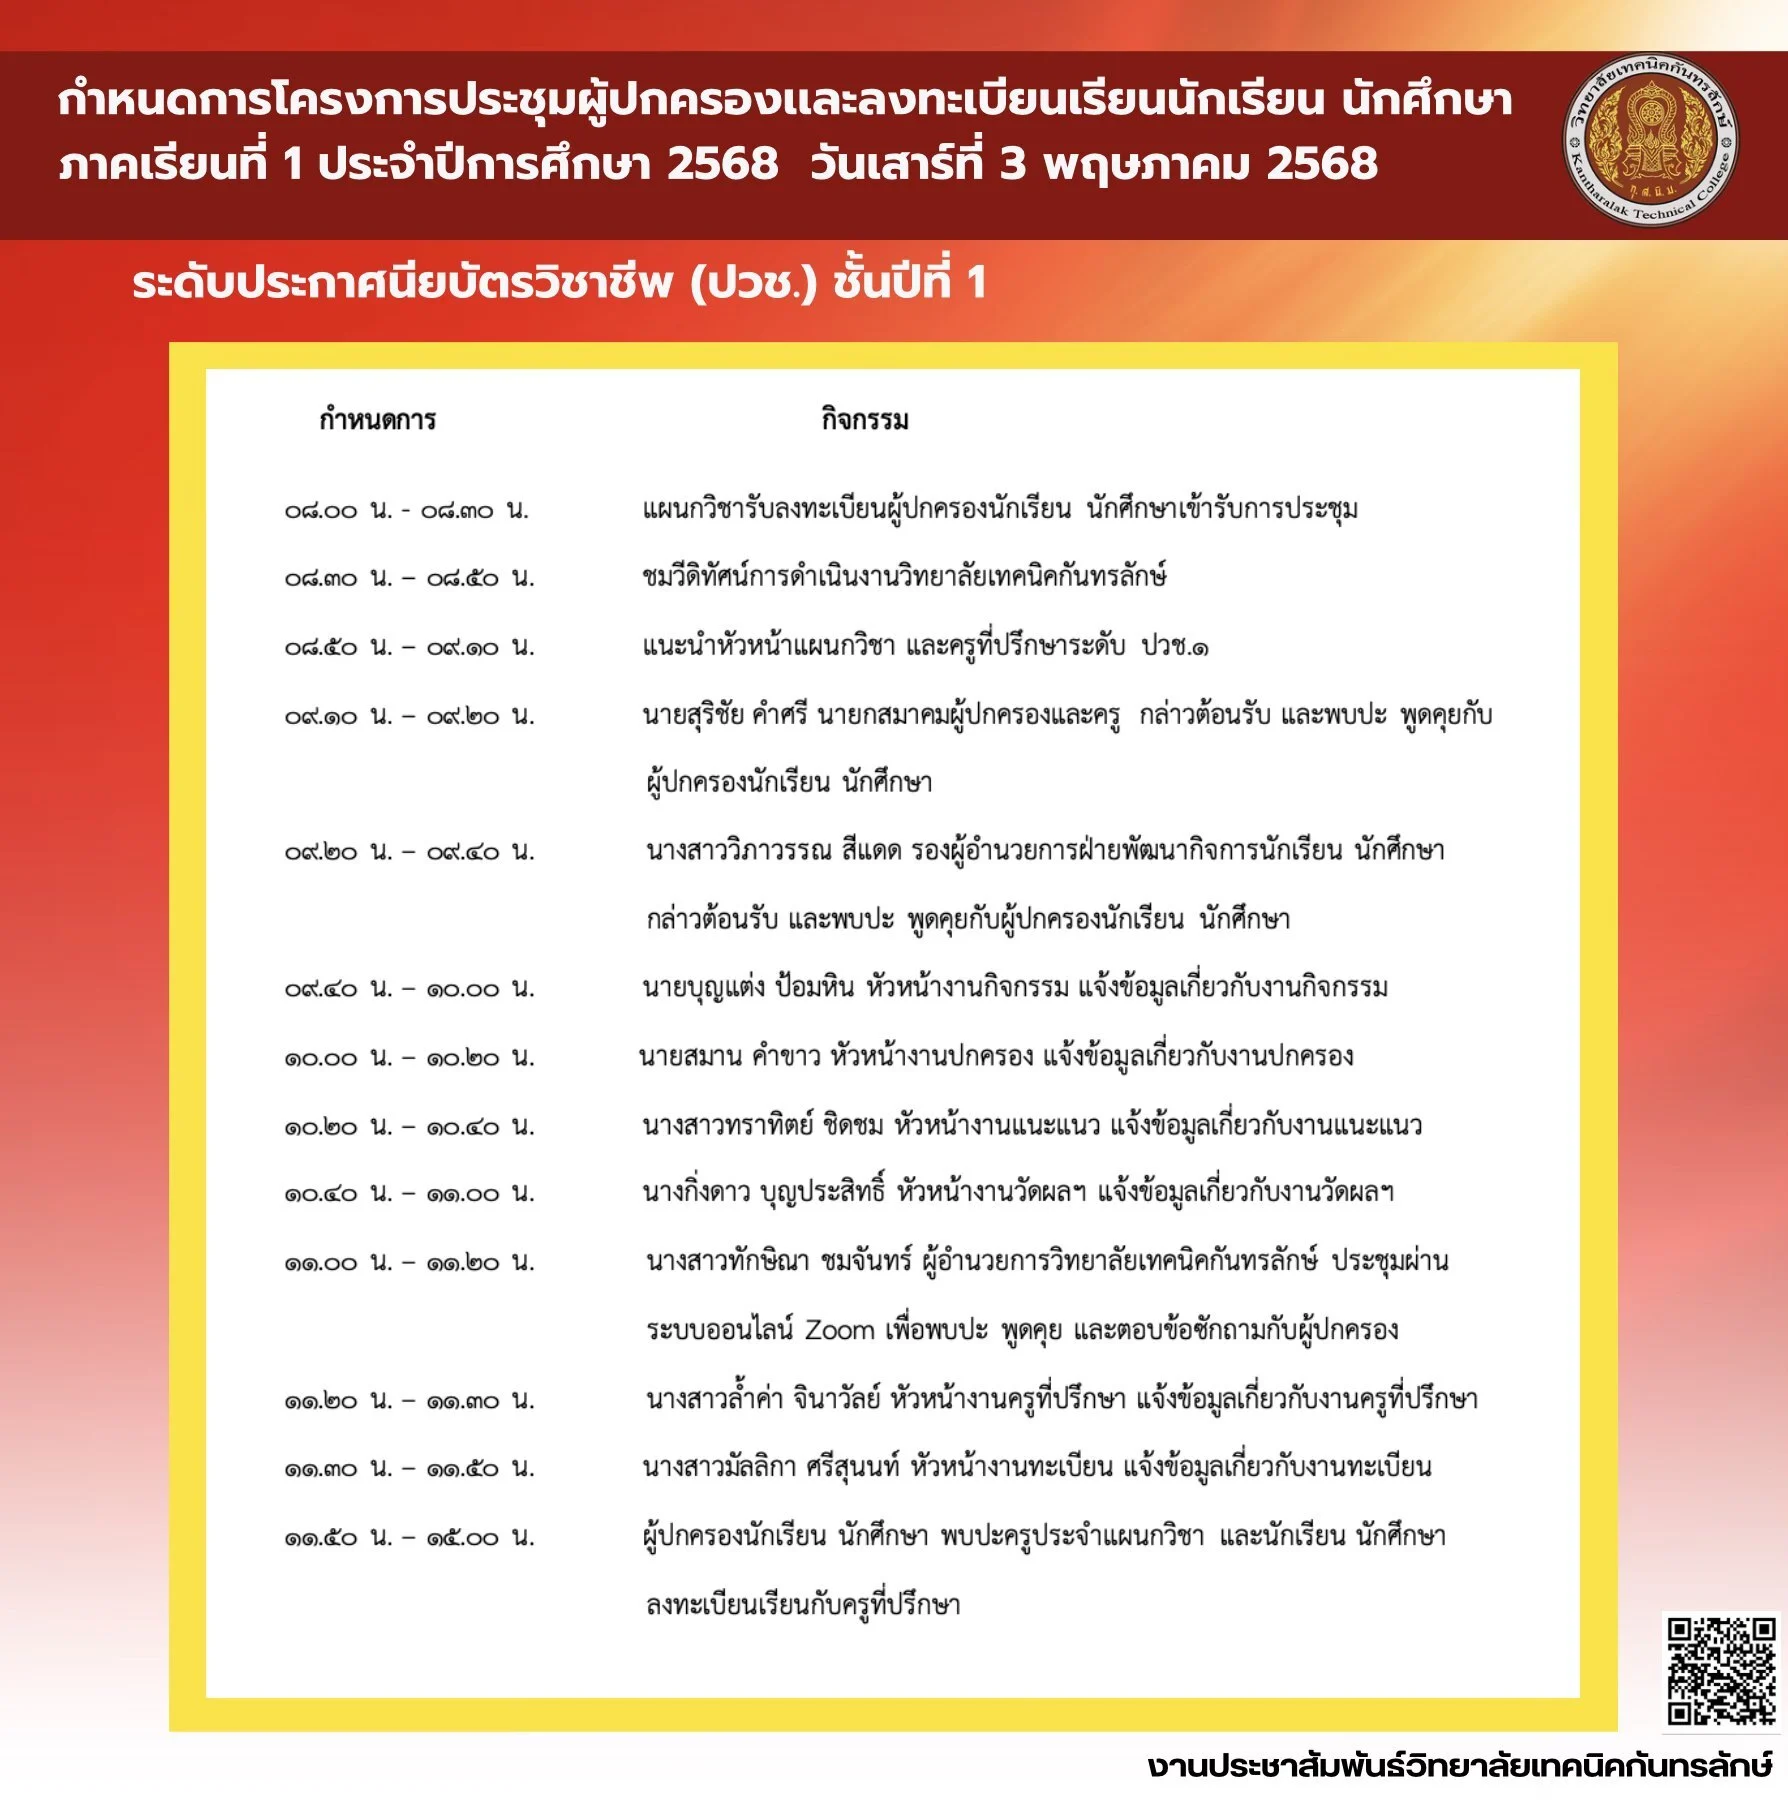 กำหนดการโครงการประชุมผู้ปกครองและลงทะเบียนเรียนนักเรียน นักศึกษา
ภาคเรียนที่ 1 ประจำปีการศึกษา 2568 วันเสาร์ที่ 3 พฤษภาคม 2568
วิทยาลัยเทคนิคกันทรลักษ์
ทุ. ส. นิ. ม.
Kantharalak Technical College
ระดับประกาศนียบัตรวิชาชีพ (ปวช.) ชั้นปีที่ 1
กำหนดการ กิจกรรม
๐๘.๐๐ น. - ๐๘.๓๐ น. แผนกวิชารับลงทะเบียนผู้ปกครองนักเรียน นักศึกษาเข้ารับการประชุม
๐๘.๓๐ น. – ๐๘.๕๐ น. ชมวีดิทัศน์การดำเนินงานวิทยาลัยเทคนิคกันทรลักษ์
๐๘.๕๐ น. – ๐๙.๑๐ น. แนะนำหัวหน้าแผนกวิชา และครูที่ปรึกษาระดับ ปวช.๑
๐๙.๑๐ น. – ๐๙.๒๐ น. นายสุริชัย คำศรี นายกสมาคมผู้ปกครองและครู กล่าวต้อนรับ และพบปะ พูดคุยกับ
ผู้ปกครองนักเรียน นักศึกษา
๐๙.๒๐ น. – ๐๙.๔๐ น. นางสาววิภาวรรณ สีแดด รองผู้อำนวยการฝ่ายพัฒนากิจการนักเรียน นักศึกษา
กล่าวต้อนรับ และพบปะ พูดคุยกับผู้ปกครองนักเรียน นักศึกษา
๐๙.๔๐ น. – ๑๐.๐๐ น. นายบุญแต่ง ป้อมหิน หัวหน้างานกิจกรรม แจ้งข้อมูลเกี่ยวกับงานกิจกรรม
๑๐.๐๐ น. – ๑๐.๒๐ น. นายสมาน คำขาว หัวหน้างานปกครอง แจ้งข้อมูลเกี่ยวกับงานปกครอง
๑๐.๒๐ น. – ๑๐.๔๐ น. นางสาวทราทิตย์ ชิดชม หัวหน้างานแนะแนว แจ้งข้อมูลเกี่ยวกับงานแนะแนว
๑๐.๔๐ น. – ๑๑.๐๐ น. นางกิ่งดาว บุญประสิทธิ์ หัวหน้างานวัดผลฯ แจ้งข้อมูลเกี่ยวกับงานวัดผลฯ
๑๑.๐๐ น. – ๑๑.๒๐ น. นางสาวทักษิณา ชมจันทร์ ผู้อำนวยการวิทยาลัยเทคนิคกันทรลักษ์ ประชุมผ่าน
ระบบออนไลน์ Zoom เพื่อพบปะ พูดคุย และตอบข้อซักถามกับผู้ปกครอง
๑๑.๒๐ น. – ๑๑.๓๐ น. นางสาวล้ำค่า จินาวัลย์ หัวหน้างานครูที่ปรึกษา แจ้งข้อมูลเกี่ยวกับงานครูที่ปรึกษา
๑๑.๓๐ น. – ๑๑.๕๐ น. นางสาวมัลลิกา ศรีสุนนท์ หัวหน้างานทะเบียน แจ้งข้อมูลเกี่ยวกับงานทะเบียน
๑๑.๕๐ น. – ๑๕.๐๐ น. ผู้ปกครองนักเรียน นักศึกษา พบปะครูประจำแผนกวิชา และนักเรียน นักศึกษา
ลงทะเบียนเรียนกับครูที่ปรึกษา
งานประชาสัมพันธ์วิทยาลัยเทคนิคกันทรลักษ์